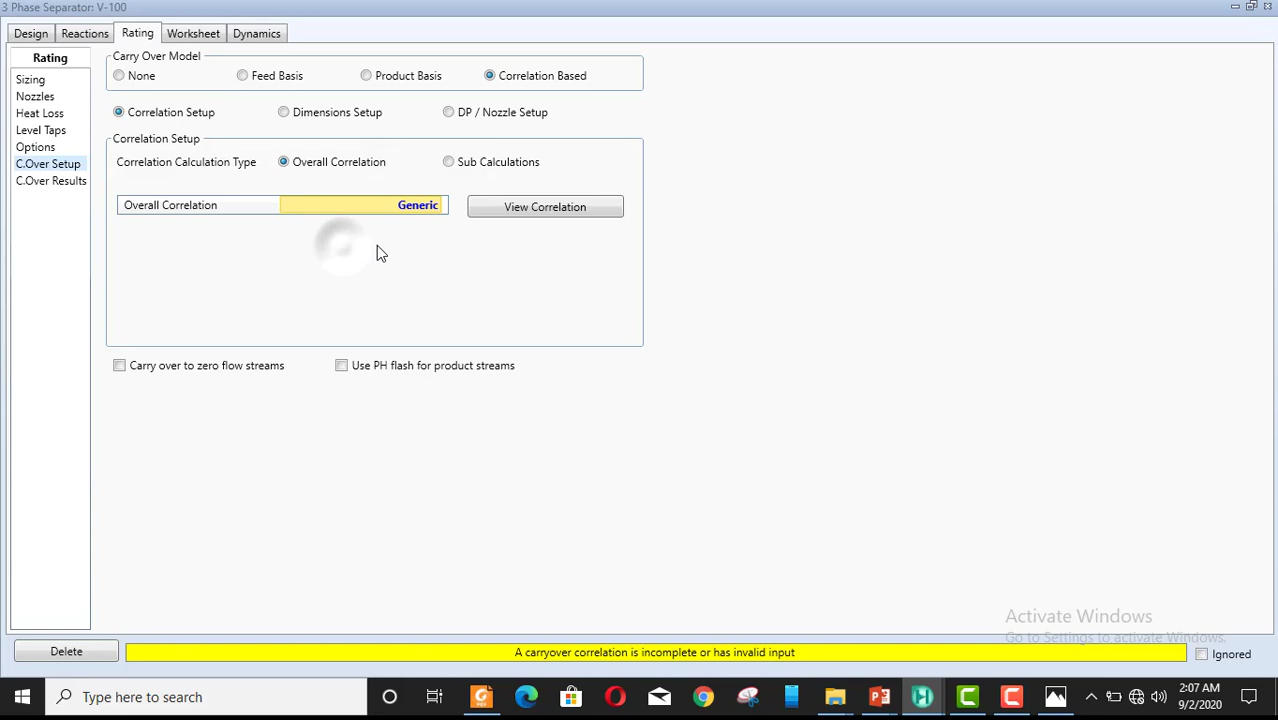 3 Phase Separator: V-100
Design Reactions Rating Worksheet Dynamics
Rating
Sizing
Nozzles
Heat Loss
Level Taps
Options
C.Over Setup
C.Over Results
Carry Over Model
None Feed Basis Product Basis Correlation Based
Correlation Setup Dimensions Setup DP / Nozzle Setup
Correlation Setup
Correlation Calculation Type Overall Correlation Sub Calculations
Overall Correlation Generic View Correlation
Carry over to zero flow streams Use PH flash for product streams
Activate Windows
Go to Settings to activate Windows.
Delete A carryover correlation is incomplete or has invalid input Ignored
Type here to search 2:07 AM
9/2/2020